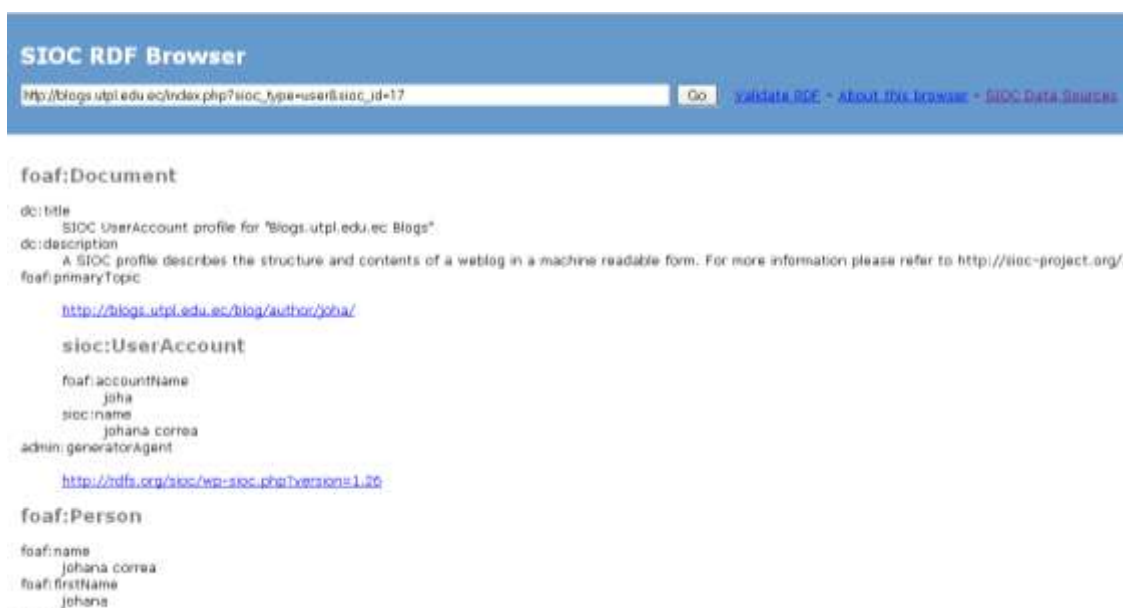 SIOC RDF Browser
http://blogs.utpl.edu.ec/index.php?sioc_type=user&sioc_id=17 Go Validate RDF - About this browser - SIOC Data Sources
foaf:Document
dc:title
SIOC UserAccount profile for "Blogs.utpl.edu.ec Blogs"
dc:description
A SIOC profile describes the structure and contents of a weblog in a machine readable form. For more information please refer to http://sioc-project.org/
foaf:primaryTopic
http://blogs.utpl.edu.ec/blog/author/joha/
sioc:UserAccount
foaf:accountName
joha
sioc:name
johana correa
admin:generatorAgent
http://rdfs.org/sioc/wp-sioc.php?version=1.26
foaf:Person
foaf:name
johana correa
foaf:firstName
johana